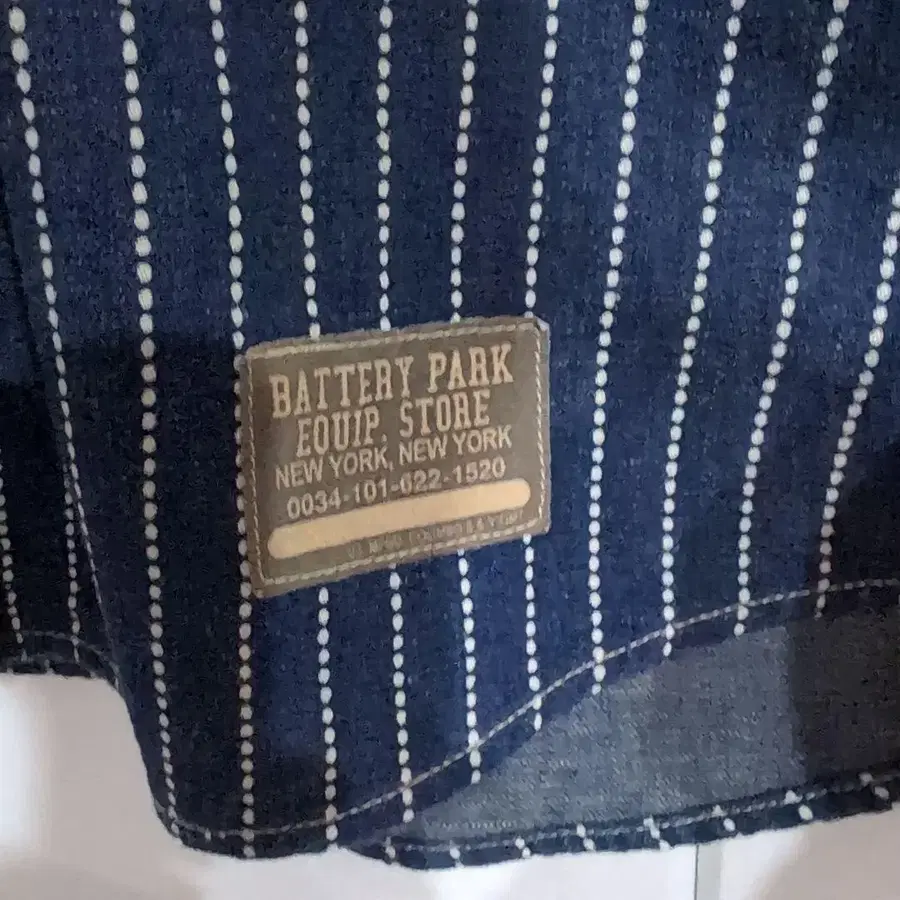 BATTERY PARK
EQUIP. STORE
NEW YORK, NEW YORK
0034-101-022-1520